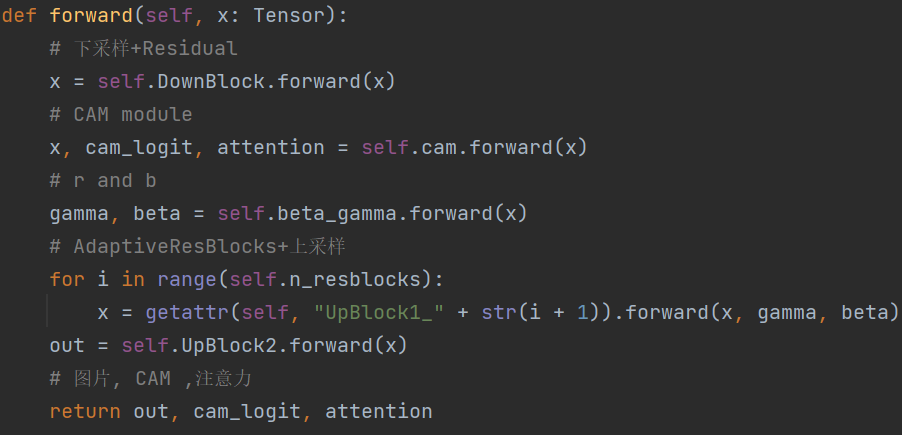 def forward(self, x: Tensor):
    # 下采样+Residual
    x = self.DownBlock.forward(x)
    # CAM module
    x, cam_logit, attention = self.cam.forward(x)
    # r and b
    gamma, beta = self.beta_gamma.forward(x)
    # AdaptiveResBlocks+上采样
    for i in range(self.n_resblocks):
        x = getattr(self, "UpBlock1_" + str(i + 1)).forward(x, gamma, beta)
    out = self.UpBlock2.forward(x)
    # 图片, CAM ,注意力
    return out, cam_logit, attention